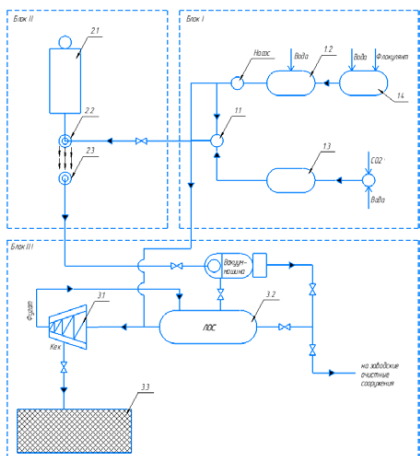 Блок II
Блок I
2.1
Насос
Вода
1.2
Вода
Флокулянт
1.4
2.2
1.1
2.3
1.3
CO2
Вода
Блок III
Вакуум-
машина
Фугат
3.1
3.2
ЛОС
Кек
на заводские
очистные
сооружения
3.3